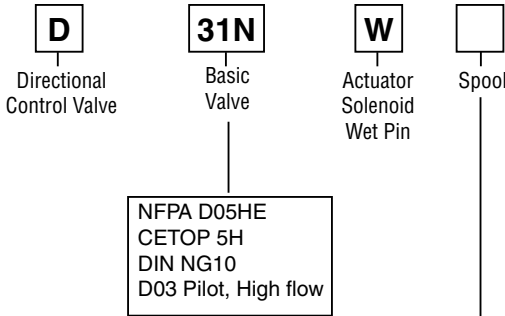 D 31N W
Directional
Control Valve
Basic
Valve
Actuator
Solenoid
Wet Pin
Spool
NFPA D05HE
CETOP 5H
DIN NG10
D03 Pilot, High flow